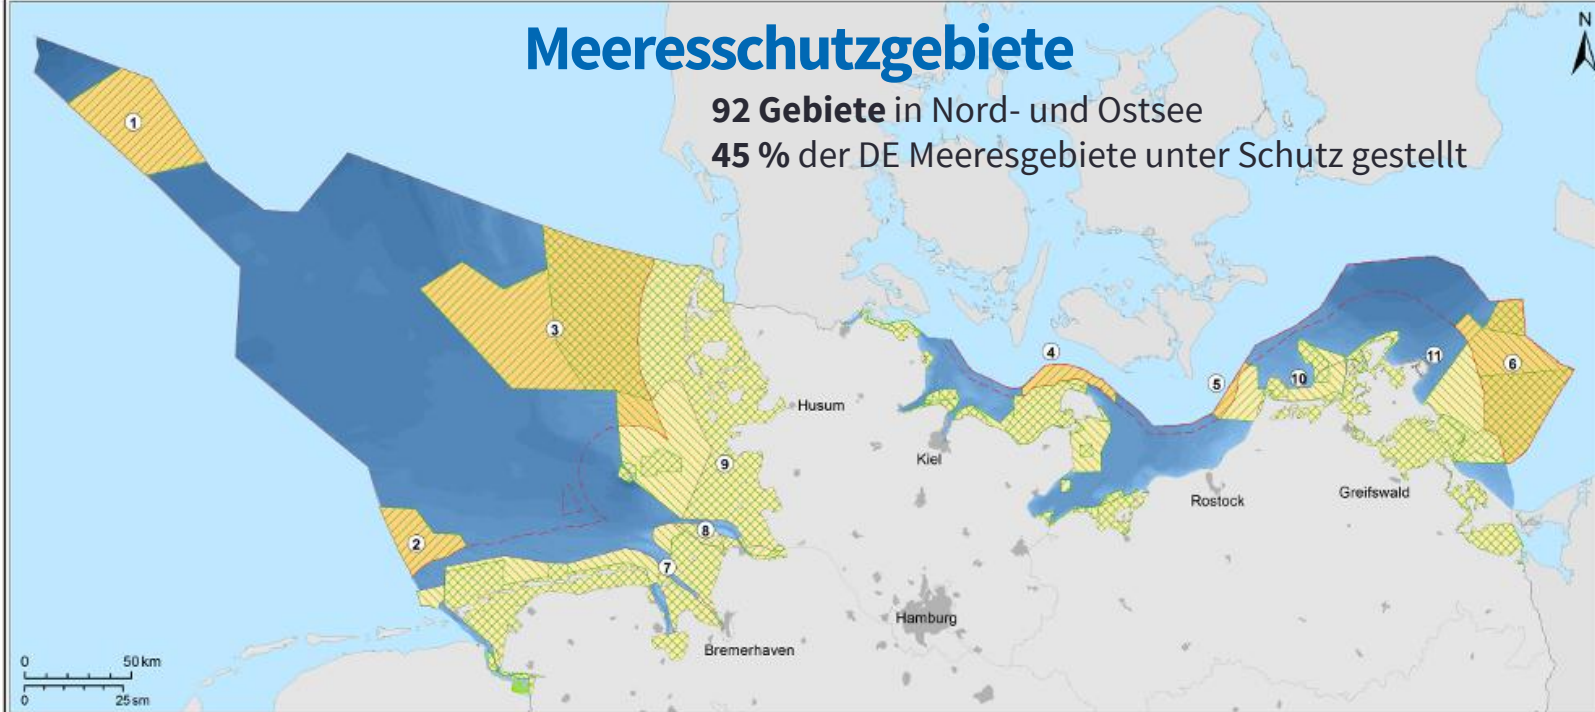 Meeresschutzgebiete
92 Gebiete in Nord- und Ostsee
45 % der DE Meeresgebiete unter Schutz gestellt
N
1
3
4
11
6
5
10
Husum
9
Kiel
Rostock
Greifswald
2
8
7
Hamburg
Bremerhaven
0 50 km
0 25 sm